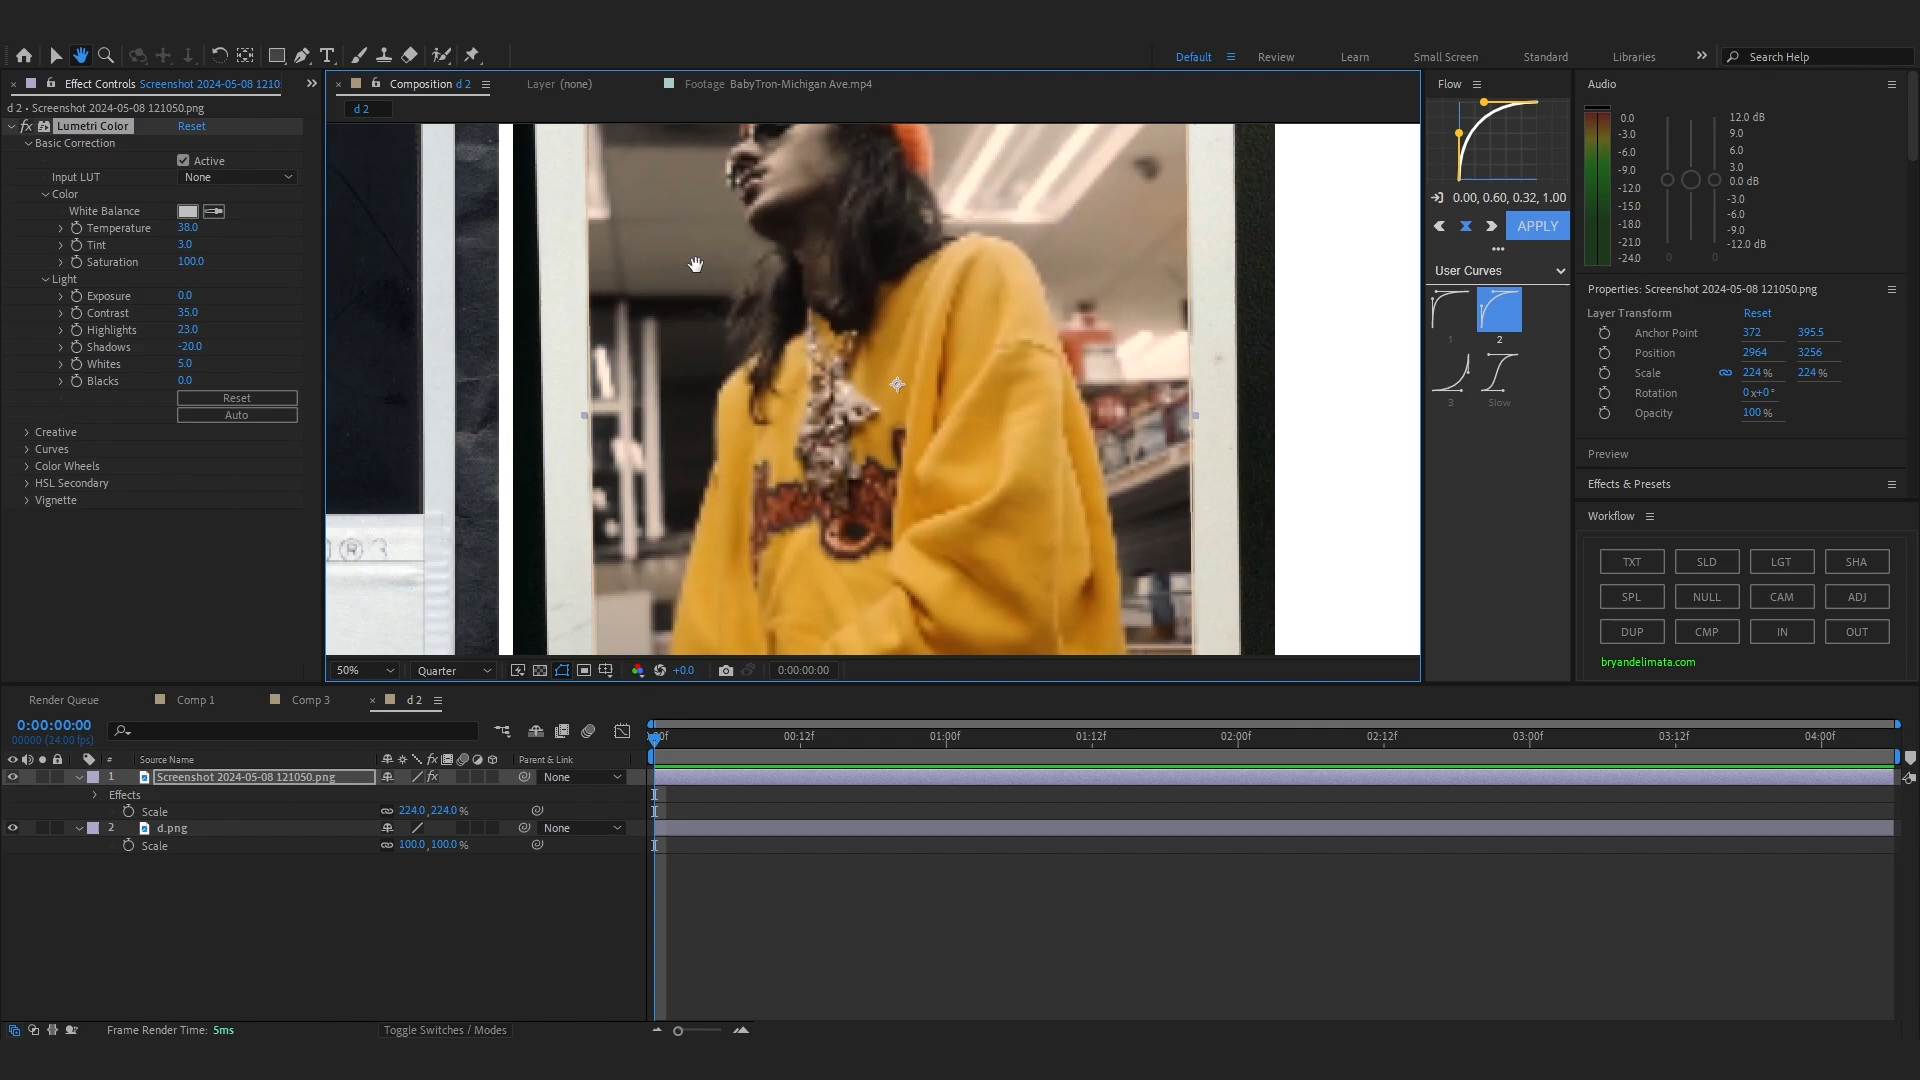 Default
Review
Learn
Small Screen
Standard
Libraries
Search Help
Effect Controls Screenshot 2024-05-08 1210
Composition d 2
Layer (none)
Footage BabyTron-Michigan Ave.mp4
Flow
Audio
d 2 • Screenshot 2024-05-08 121050.png
d 2
fx Lumetri Color Reset
Basic Correction
Active
Input LUT None
Color
White Balance
Temperature 38.0
Tint 3.0
Saturation 100.0
Light
Exposure 0.0
Contrast 35.0
Highlights 23.0
Shadows -20.0
Whites 5.0
Blacks 0.0
Reset
Auto
Creative
Curves
Color Wheels
HSL Secondary
Vignette
50%
Quarter
+0.0
0:00:00:00
0.00, 0.60, 0.32, 1.00
APPLY
User Curves
1
2
3
Slow
0.0
-3.0
-6.0
-9.0
-12.0
-15.0
-18.0
-21.0
-24.0
12.0 dB
9.0
6.0
3.0
0.0 dB
-3.0
-6.0
-9.0
-12.0 dB
0
0
Properties: Screenshot 2024-05-08 121050.png
Layer Transform Reset
Anchor Point 372 395.5
Position 2964 3256
Scale 224 % 224 %
Rotation 0x+0°
Opacity 100 %
Preview
Effects & Presets
Workflow
TXT SLD LGT SHA
SPL NULL CAM ADJ
DUP CMP IN OUT
bryandelimata.com
Render Queue
Comp 1
Comp 3
d 2
0:00:00:00
00000 (24.00 fps)
00:12f 01:00f 01:12f 02:00f 02:12f 03:00f 03:12f 04:00f
# Source Name fx Parent & Link
1 Screenshot 2024-05-08 121050.png fx None
Effects
Scale 224.0, 224.0 %
2 d.png None
Scale 100.0, 100.0 %
Frame Render Time: 5ms
Toggle Switches / Modes